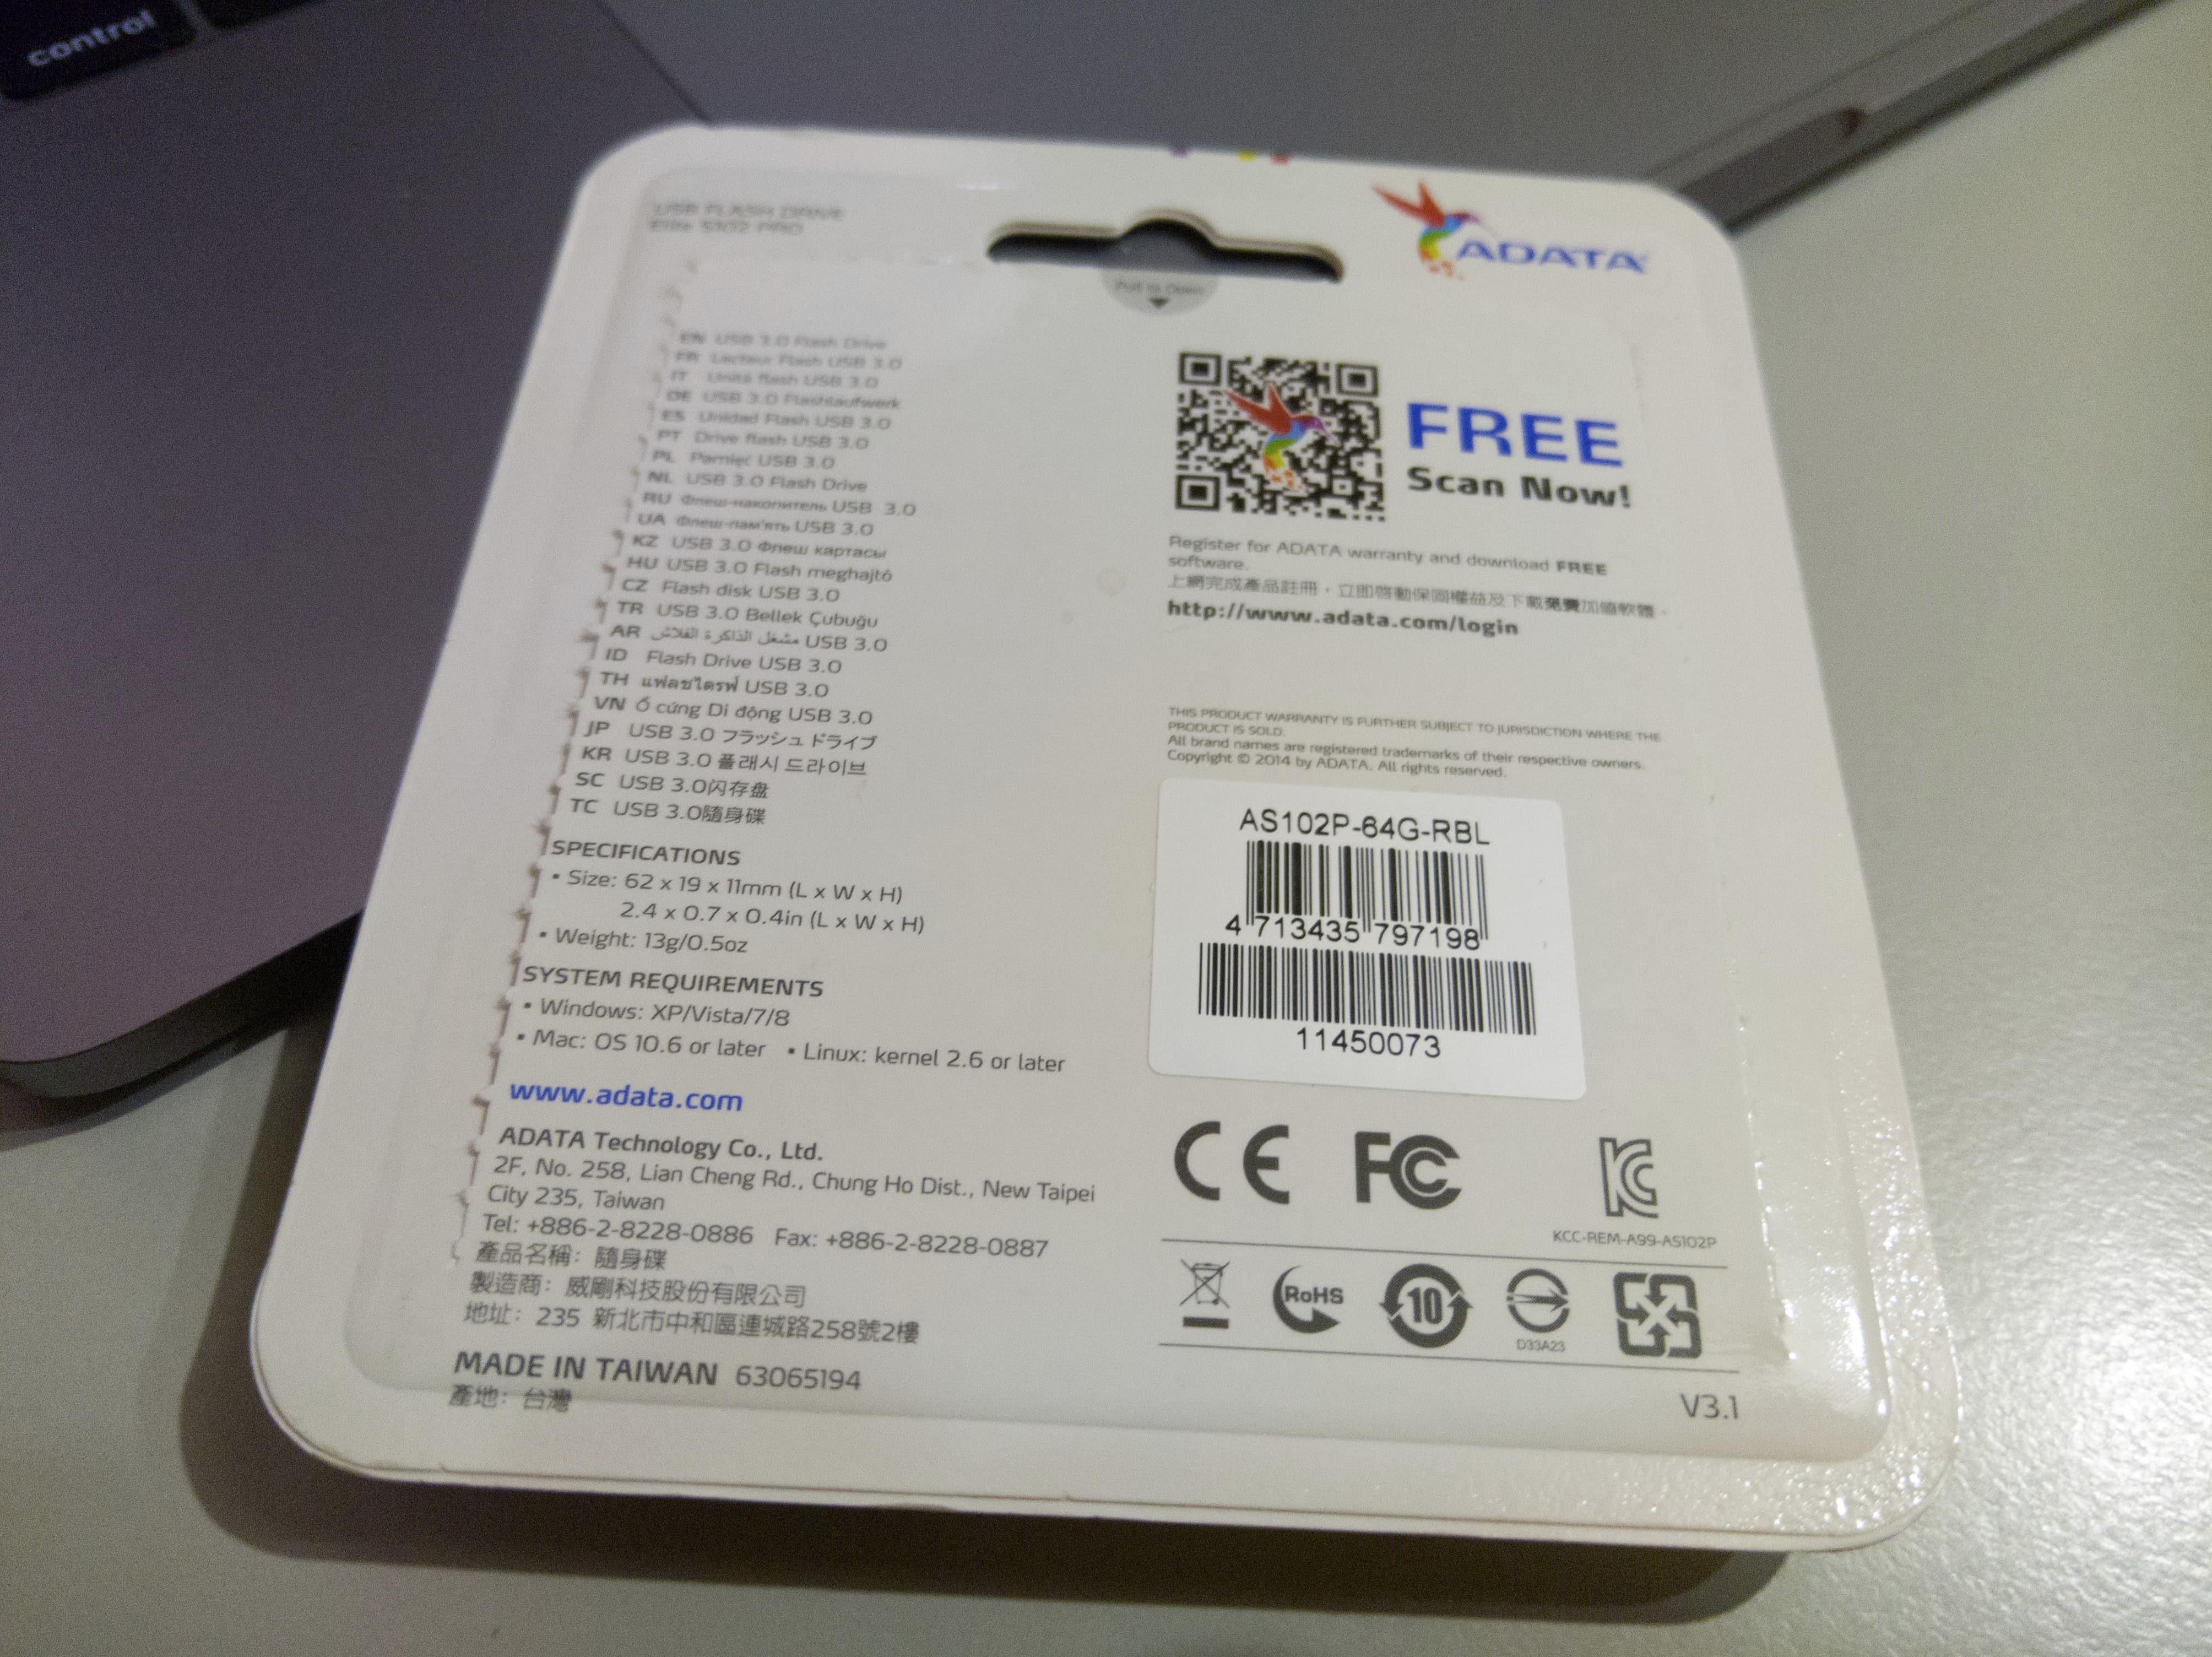 control
USB FLASH DRIVE
Elite S102 PRO
Pull to Open
ADATA
EN USB 3.0 Flash Drive
FR Lecteur Flash USB 3.0
IT Unità flash USB 3.0
DE USB 3.0 Flashlaufwerk
ES Unidad Flash USB 3.0
PT Drive flash USB 3.0
PL Pamięć USB 3.0
NL USB 3.0 Flash Drive
RU Флеш-накопитель USB 3.0
UA Флеш-пам'ять USB 3.0
KZ USB 3.0 Флеш картасы
HU USB 3.0 Flash meghajtó
CZ Flash disk USB 3.0
TR USB 3.0 Bellek Çubuğu
AR مشغل الذاكرة الفلاش USB 3.0
ID Flash Drive USB 3.0
TH แฟลชไดรฟ์ USB 3.0
VN Ổ cứng Di động USB 3.0
JP USB 3.0 フラッシュ ドライブ
KR USB 3.0 플래시 드라이브
SC USB 3.0闪存盘
TC USB 3.0隨身碟
SPECIFICATIONS
• Size: 62 x 19 x 11mm (L x W x H)
2.4 x 0.7 x 0.4in (L x W x H)
• Weight: 13g/0.5oz
SYSTEM REQUIREMENTS
• Windows: XP/Vista/7/8
• Mac: OS 10.6 or later • Linux: kernel 2.6 or later
www.adata.com
ADATA Technology Co., Ltd.
2F, No. 258, Lian Cheng Rd., Chung Ho Dist., New Taipei
City 235, Taiwan
Tel: +886-2-8228-0886 Fax: +886-2-8228-0887
產品名稱：隨身碟
製造商：威剛科技股份有限公司
地址：235 新北市中和區連城路258號2樓
MADE IN TAIWAN 63065194
產地：台灣
FREE
Scan Now!
Register for ADATA warranty and download FREE
software.
上網完成產品註冊，立即啓動保固權益及下載免費加值軟體。
http://www.adata.com/login
THIS PRODUCT WARRANTY IS FURTHER SUBJECT TO JURISDICTION WHERE THE
PRODUCT IS SOLD.
All brand names are registered trademarks of their respective owners.
Copyright © 2014 by ADATA. All rights reserved.
AS102P-64G-RBL
4 713435 797198
11450073
CE FC KC
KCC-REM-A99-AS102P
RoHS 10
D33A23
V3.1